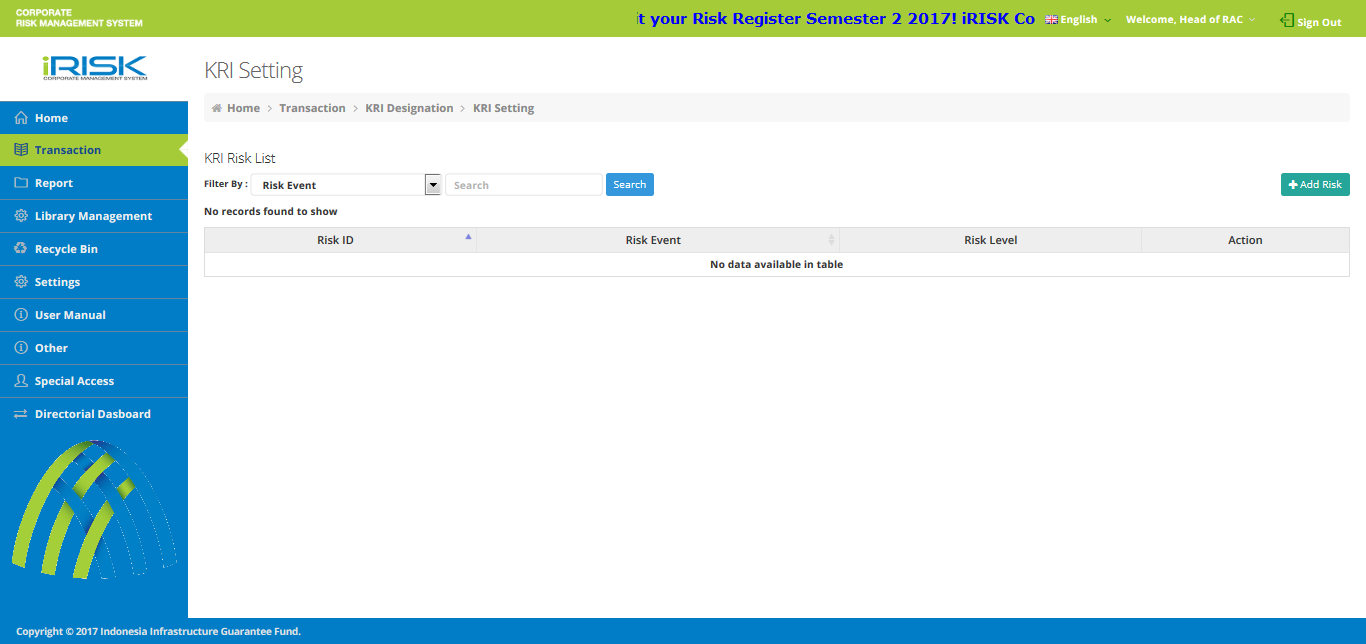 CORPORATE
RISK MANAGEMENT SYSTEM
t your Risk Register Semester 2 2017! iRISK Co
English
Welcome, Head of RAC
Sign Out
iRISK
CORPORATE MANAGEMENT SYSTEM
Home
Transaction
Report
Library Management
Recycle Bin
Settings
User Manual
Other
Special Access
Directorial Dasboard
KRI Setting
Home > Transaction > KRI Designation > KRI Setting
KRI Risk List
Filter By : Risk Event Search Search
+ Add Risk
No records found to show
Risk ID Risk Event Risk Level Action
No data available in table
Copyright © 2017 Indonesia Infrastructure Guarantee Fund.